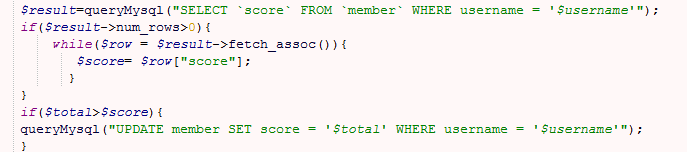 $result=queryMysql("SELECT `score` FROM `member` WHERE username = '$username'");
if($result->num_rows>0){
while($row = $result->fetch_assoc()){
$score= $row["score"];
}
}
if($total>$score){
queryMysql("UPDATE member SET score = '$total' WHERE username = '$username'");
}